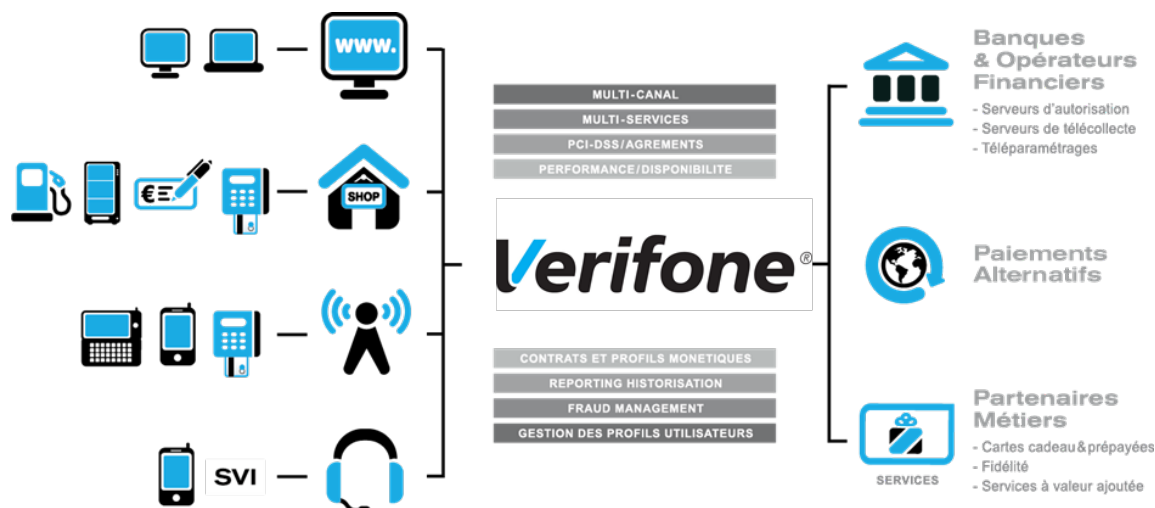 www.
€
SHOP
SVI
MULTI-CANAL
MULTI-SERVICES
PCI-DSS/AGREMENTS
PERFORMANCE/DISPONIBILITE
Verifone®
CONTRATS ET PROFILS MONETIQUES
REPORTING HISTORISATION
FRAUD MANAGEMENT
GESTION DES PROFILS UTILISATEURS
Banques
& Opérateurs
Financiers
- Serveurs d'autorisation
- Serveurs de télécollecte
- Téléparamétrages
Paiements
Alternatifs
SERVICES
Partenaires
Métiers
- Cartes cadeau & prépayées
- Fidélité
- Services à valeur ajoutée